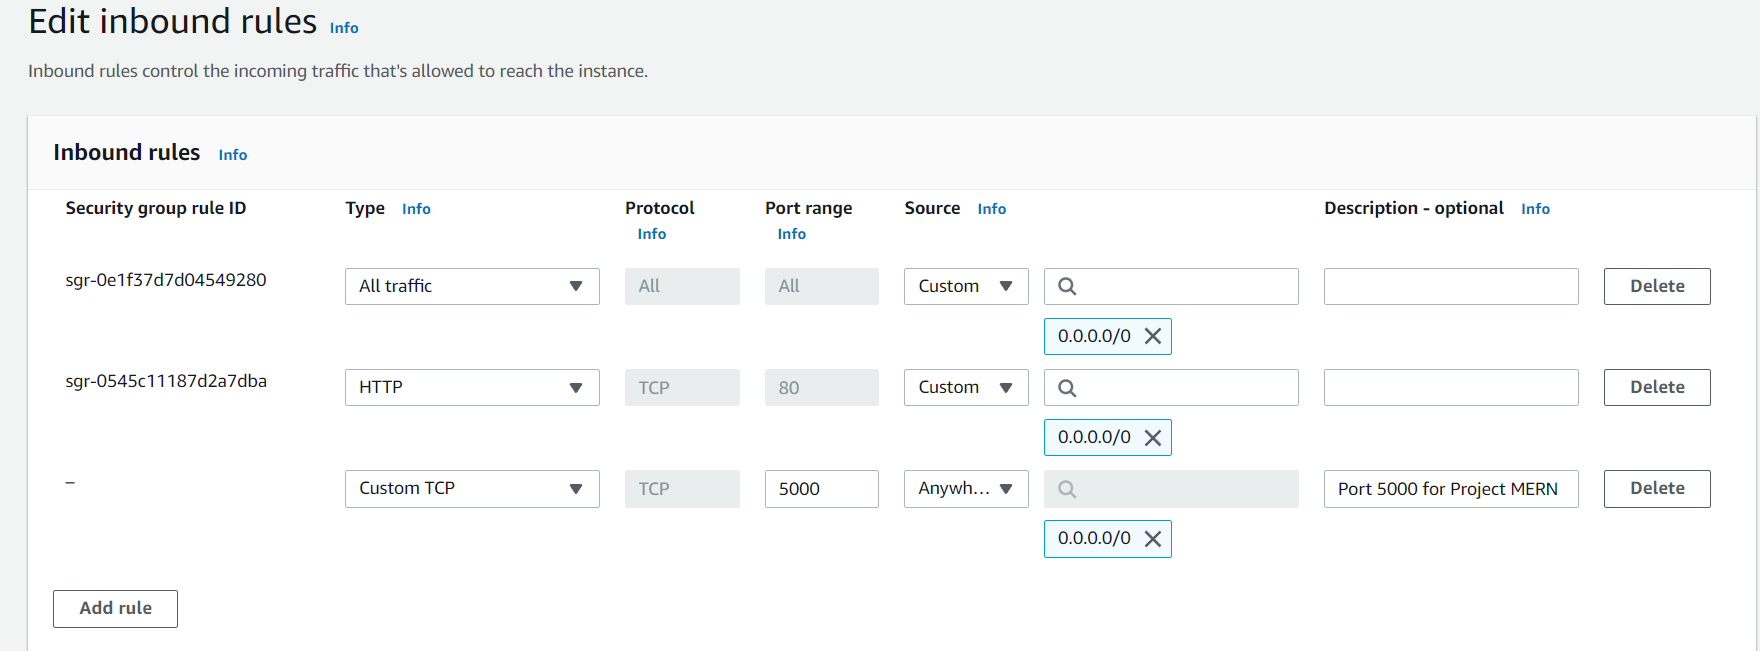 Edit inbound rules Info
Inbound rules control the incoming traffic that's allowed to reach the instance.
Inbound rules Info
Security group rule ID Type Info Protocol Port range Source Info Description - optional Info
Info Info
sgr-0e1f37d7d04549280 All traffic All All Custom Delete
0.0.0.0/0
sgr-0545c11187d2a7dba HTTP TCP 80 Custom Delete
0.0.0.0/0
– Custom TCP TCP 5000 Anywh... Port 5000 for Project MERN Delete
0.0.0.0/0
Add rule